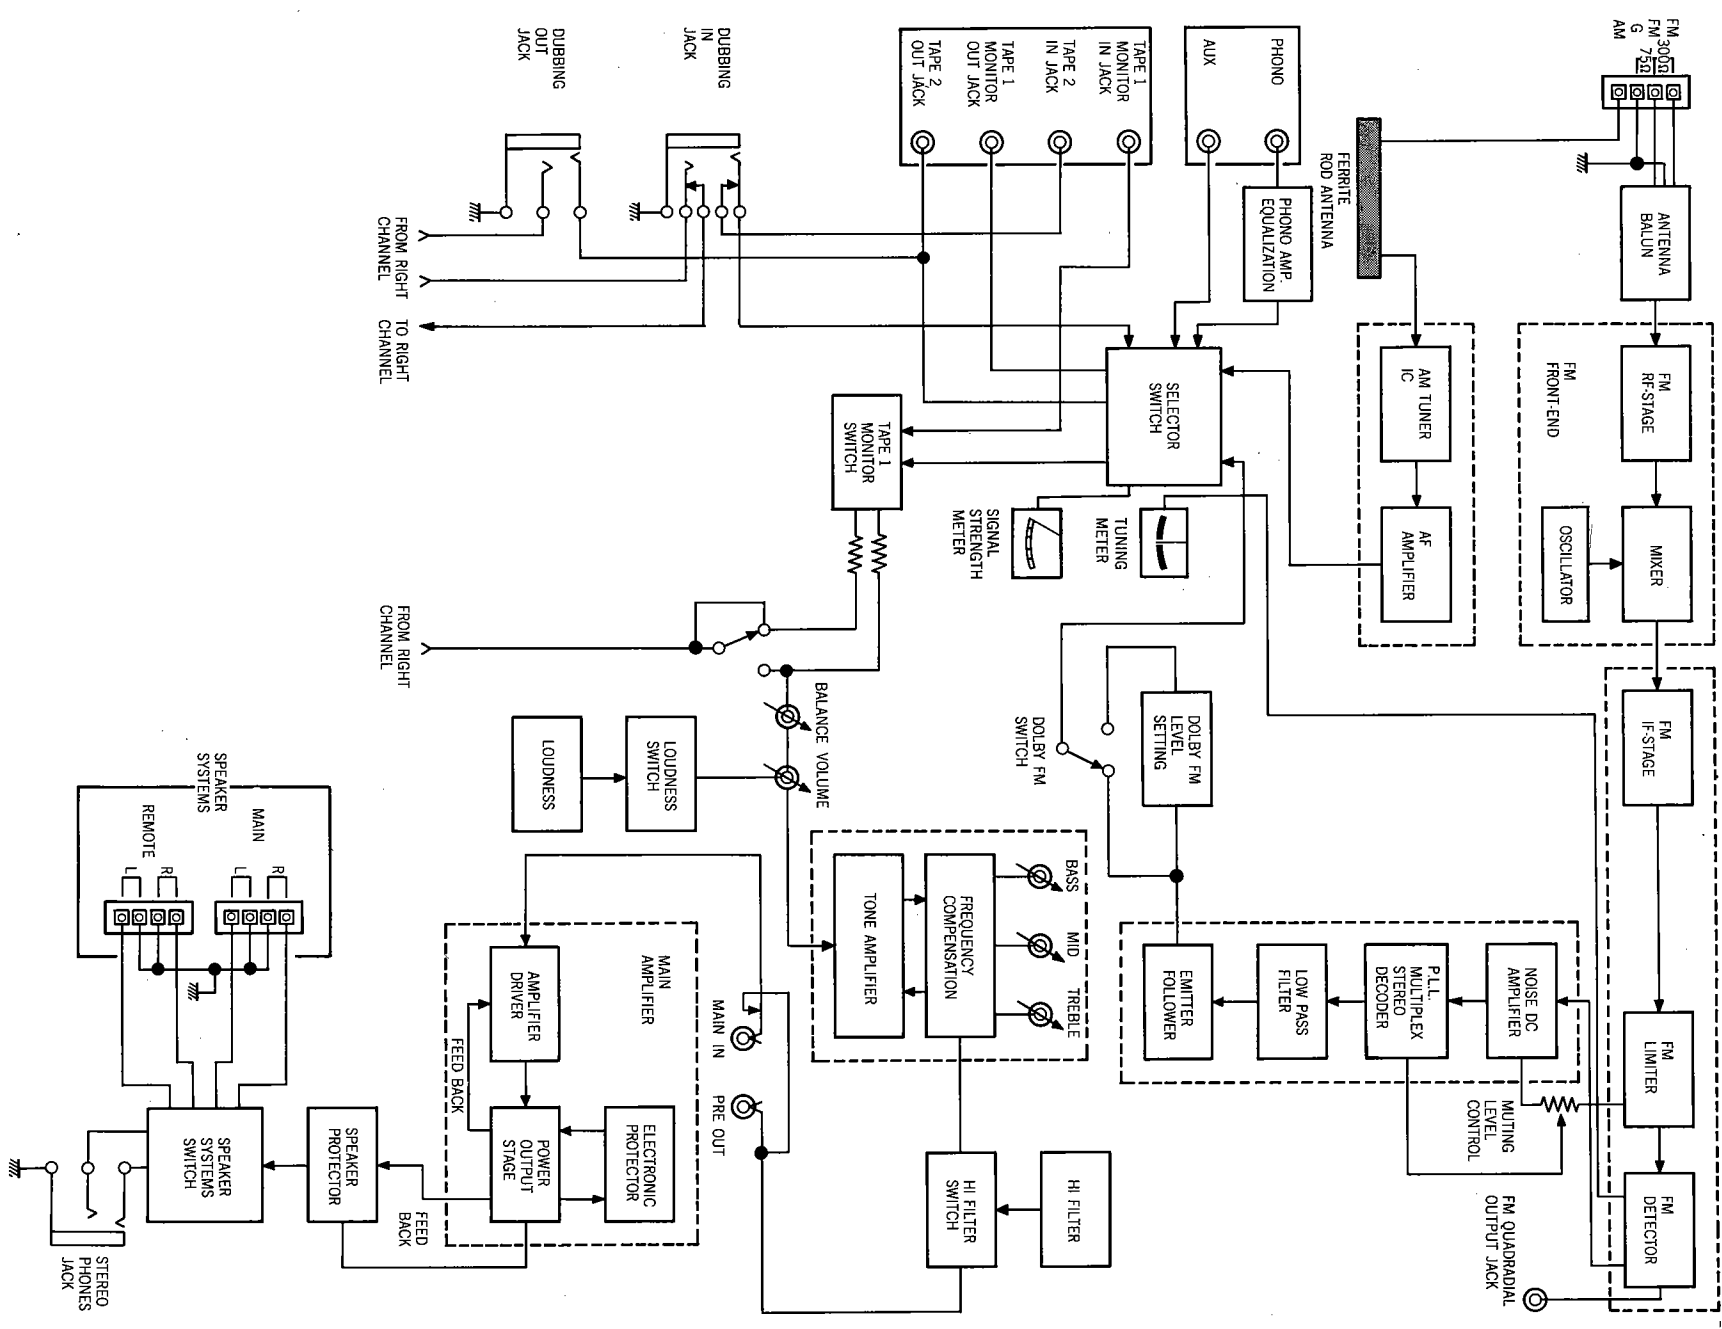 FM 300Ω
FM 75Ω
G
AM
ANTENNA
BALUN
FM
FRONT-END
FM
RF-STAGE
MIXER
OSCILLATOR
FM
IF-STAGE
FM
LIMITER
FM
DETECTOR
FM QUADRADIAL
OUTPUT JACK
FERRITE
ROD ANTENNA
AM TUNER
IC
AF
AMPLIFIER
MUTING
LEVEL
CONTROL
NOISE DC
AMPLIFIER
P.L.L.
MULTIPLEX
STEREO
DECODER
LOW PASS
FILTER
EMITTER
FOLLOWER
DOLBY FM
LEVEL
SETTING
DOLBY FM
SWITCH
PHONO
AUX
PHONO AMP.
EQUALIZATION
SELECTOR
SWITCH
TUNING
METER
SIGNAL
STRENGTH
METER
TAPE 1
MONITOR
IN JACK
TAPE 2
IN JACK
TAPE 1
MONITOR
OUT JACK
TAPE 2
OUT JACK
TAPE 1
MONITOR
SWITCH
DUBBING
IN
JACK
DUBBING
OUT
JACK
FROM RIGHT
CHANNEL
TO RIGHT
CHANNEL
FROM RIGHT
CHANNEL
BALANCE VOLUME
LOUDNESS
SWITCH
LOUDNESS
BASS
MID
TREBLE
FREQUENCY
COMPENSATION
TONE AMPLIFIER
HI FILTER
HI FILTER
SWITCH
MAIN IN
PRE OUT
MAIN
AMPLIFIER
AMPLIFIER
DRIVER
FEED BACK
ELECTRONIC
PROTECTOR
POWER
OUTPUT
STAGE
FEED
BACK
SPEAKER
PROTECTOR
SPEAKER
SYSTEMS
SWITCH
SPEAKER
SYSTEMS
MAIN
R
L
REMOTE
R
L
STEREO
PHONES
JACK